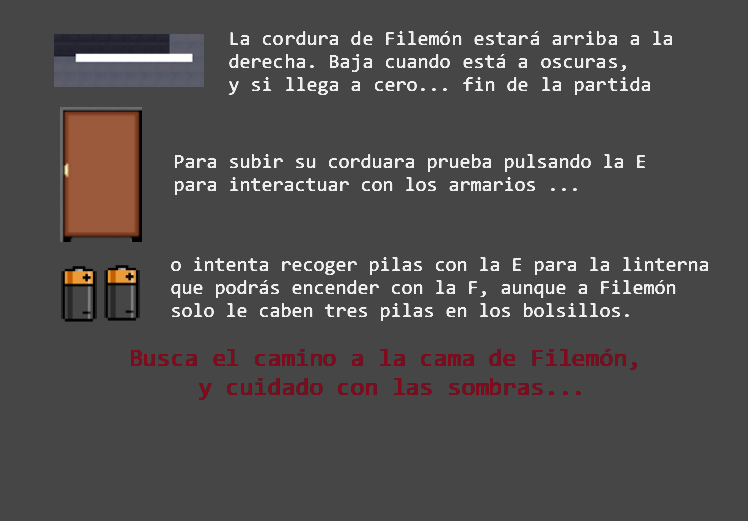 La cordura de Filemón estará arriba a la
derecha. Baja cuando está a oscuras,
y si llega a cero... fin de la partida
Para subir su corduara prueba pulsando la E
para interactuar con los armarios ...
o intenta recoger pilas con la E para la linterna
que podrás encender con la F, aunque a Filemón
solo le caben tres pilas en los bolsillos.
Busca el camino a la cama de Filemón,
y cuidado con las sombras...